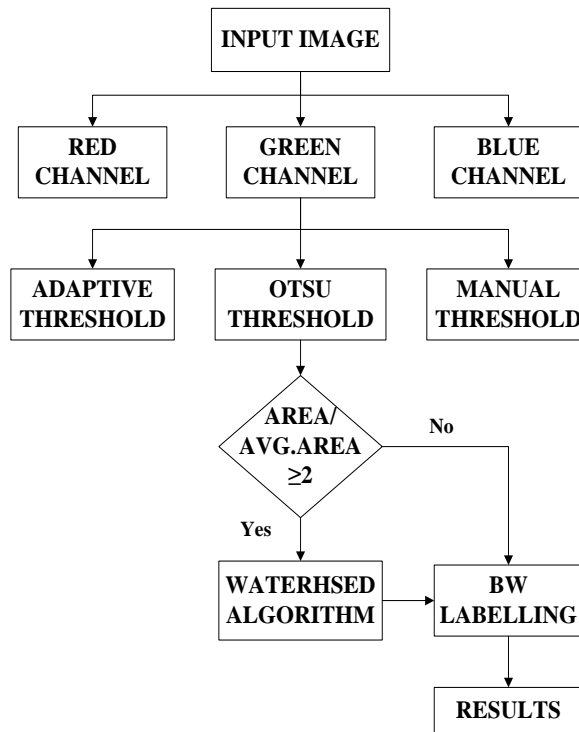 INPUT IMAGE
RED
CHANNEL
GREEN
CHANNEL
BLUE
CHANNEL
ADAPTIVE
THRESHOLD
OTSU
THRESHOLD
MANUAL
THRESHOLD
AREA/
AVG.AREA
≥2
No
Yes
WATERHSED
ALGORITHM
BW
LABELLING
RESULTS